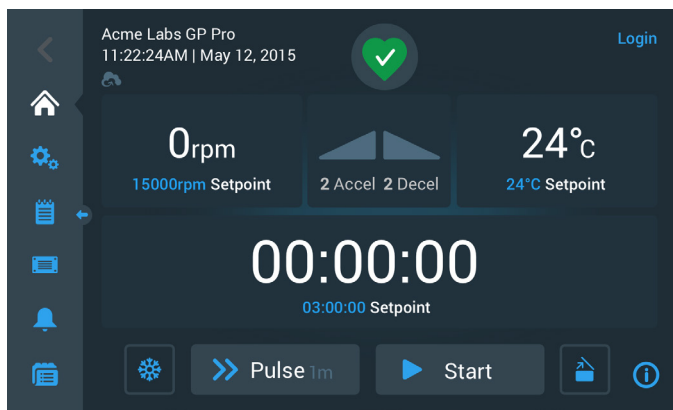 Acme Labs GP Pro
11:22:24AM | May 12, 2015
Login
0rpm
15000rpm Setpoint
2 Accel 2 Decel
24°C
24°C Setpoint
00:00:00
03:00:00 Setpoint
Pulse 1m
Start